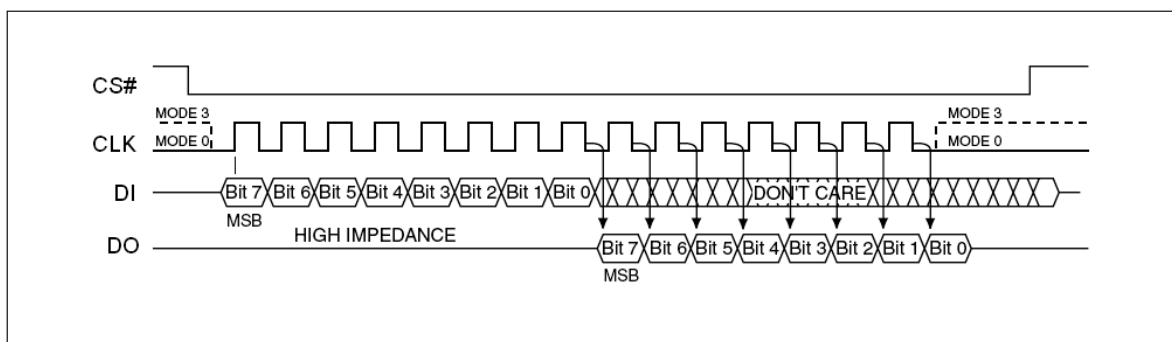 CS#
MODE 3 MODE 3
CLK MODE 0 MODE 0
DI Bit 7 Bit 6 Bit 5 Bit 4 Bit 3 Bit 2 Bit 1 Bit 0 DON'T CARE
MSB
HIGH IMPEDANCE
DO Bit 7 Bit 6 Bit 5 Bit 4 Bit 3 Bit 2 Bit 1 Bit 0
MSB